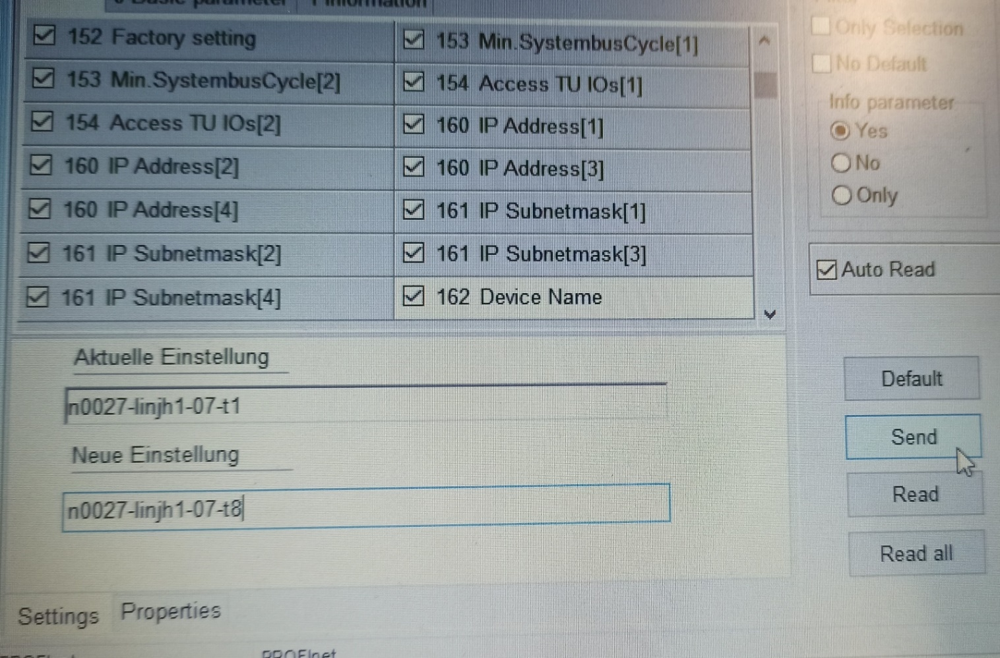 Basic parameter
Information
152 Factory setting
153 Min.SystembusCycle[1]
153 Min.SystembusCycle[2]
154 Access TU IOs[1]
154 Access TU IOs[2]
160 IP Address[1]
160 IP Address[2]
160 IP Address[3]
160 IP Address[4]
161 IP Subnetmask[1]
161 IP Subnetmask[2]
161 IP Subnetmask[3]
161 IP Subnetmask[4]
162 Device Name
Only Selection
No Default
Info parameter
Yes
No
Only
Auto Read
Aktuelle Einstellung
n0027-linjh1-07-t1
Neue Einstellung
n0027-linjh1-07-t8
Default
Send
Read
Read all
Settings
Properties
PROFInet